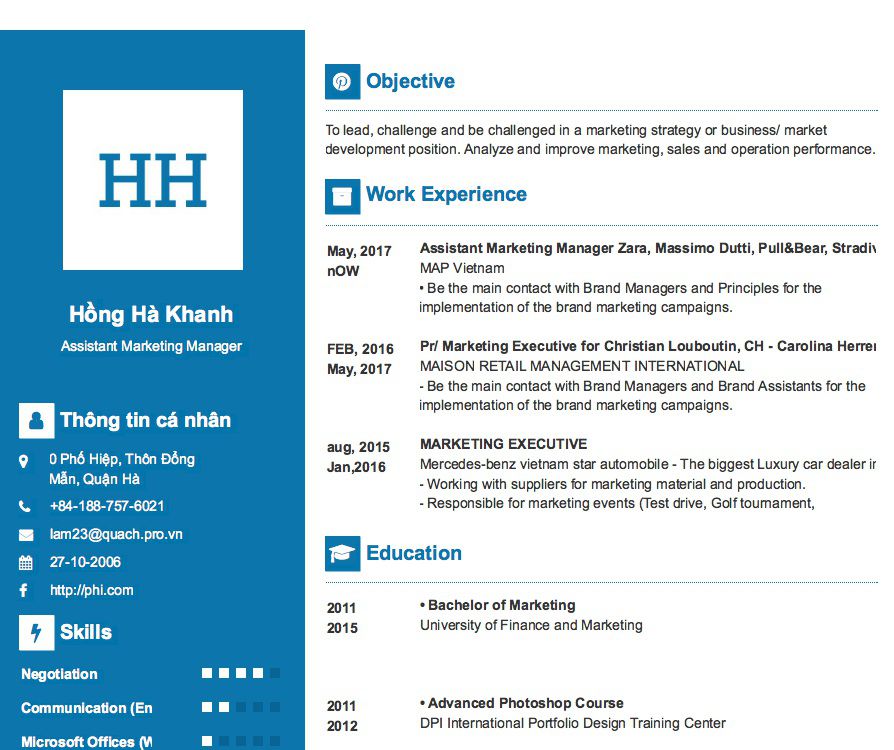 HH
Hồng Hà Khanh
Assistant Marketing Manager
Thông tin cá nhân
0 Phố Hiệp, Thôn Đồng
Mẫn, Quận Hà
+84-188-757-6021
lam23@quach.pro.vn
27-10-2006
http://phi.com
Skills
Negotiation
Communication (En
Microsoft Offices (W
Objective
To lead, challenge and be challenged in a marketing strategy or business/ market
development position. Analyze and improve marketing, sales and operation performance.
Work Experience
May, 2017
nOW
Assistant Marketing Manager Zara, Massimo Dutti, Pull&Bear, Stradiv
MAP Vietnam
• Be the main contact with Brand Managers and Principles for the
implementation of the brand marketing campaigns.
FEB, 2016
May, 2017
Pr/ Marketing Executive for Christian Louboutin, CH - Carolina Herrer
MAISON RETAIL MANAGEMENT INTERNATIONAL
- Be the main contact with Brand Managers and Brand Assistants for the
implementation of the brand marketing campaigns.
aug, 2015
Jan,2016
MARKETING EXECUTIVE
Mercedes-benz vietnam star automobile - The biggest Luxury car dealer in
- Working with suppliers for marketing material and production.
- Responsible for marketing events (Test drive, Golf tournament,
Education
2011
2015
• Bachelor of Marketing
University of Finance and Marketing
2011
2012
• Advanced Photoshop Course
DPI International Portfolio Design Training Center